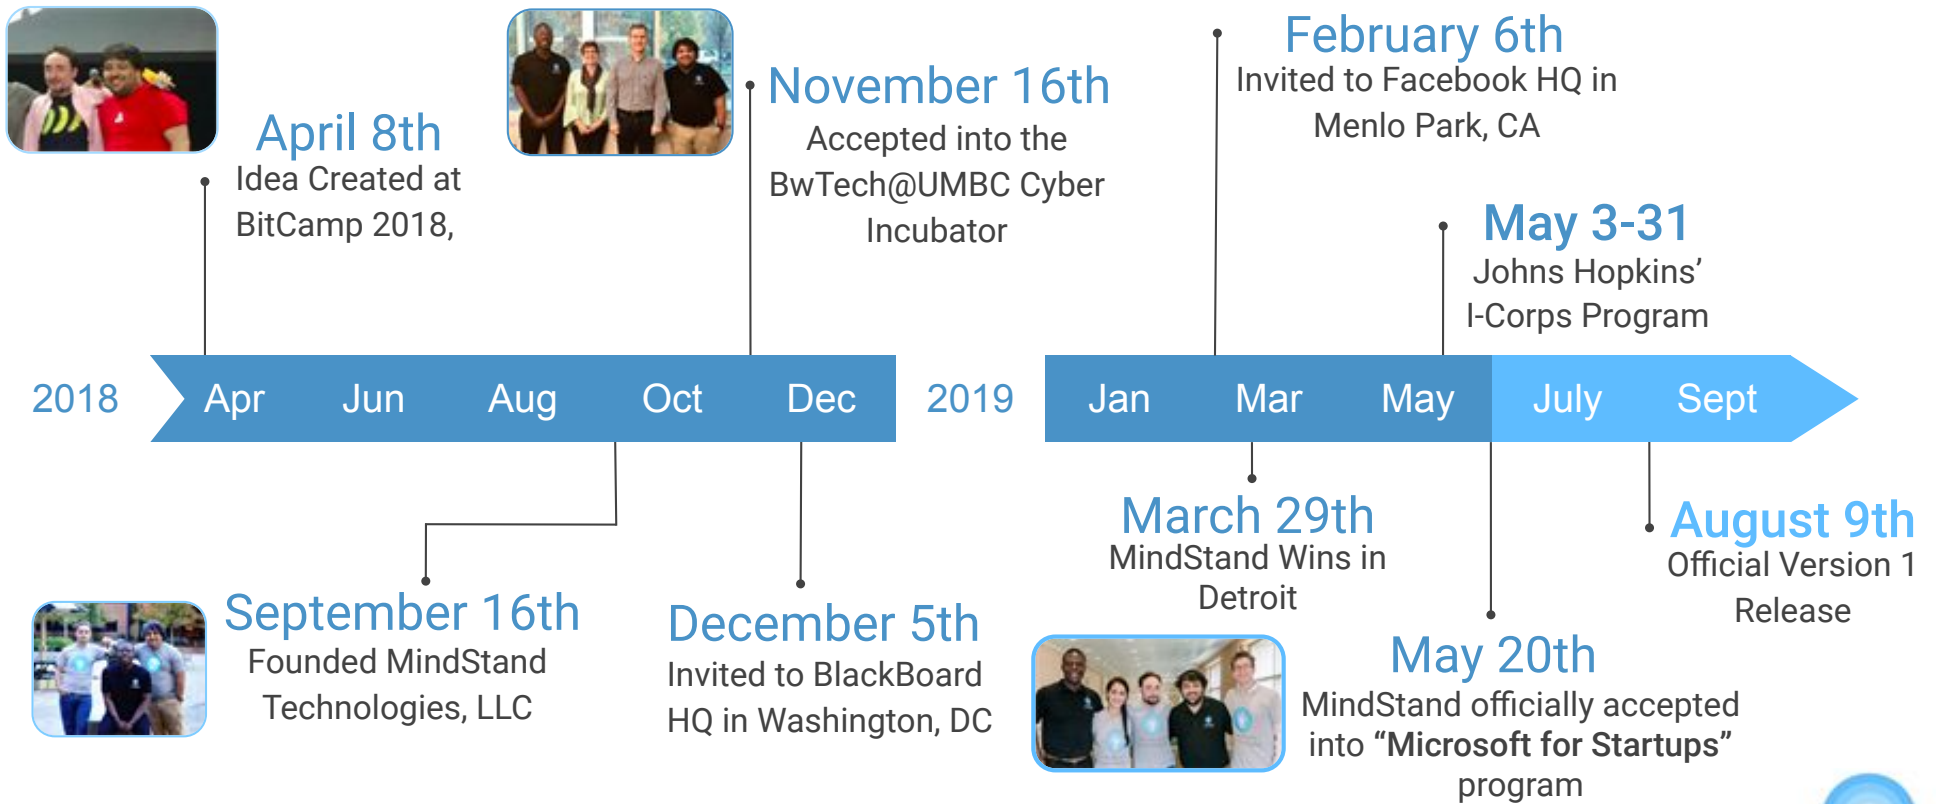 April 8th
Idea Created at
BitCamp 2018,
November 16th
Accepted into the
BwTech@UMBC Cyber
Incubator
February 6th
Invited to Facebook HQ in
Menlo Park, CA
May 3-31
Johns Hopkins’
I-Corps Program
2018 Apr Jun Aug Oct Dec 2019 Jan Mar May July Sept
September 16th
Founded MindStand
Technologies, LLC
December 5th
Invited to BlackBoard
HQ in Washington, DC
March 29th
MindStand Wins in
Detroit
May 20th
MindStand officially accepted
into “Microsoft for Startups”
program
August 9th
Official Version 1
Release